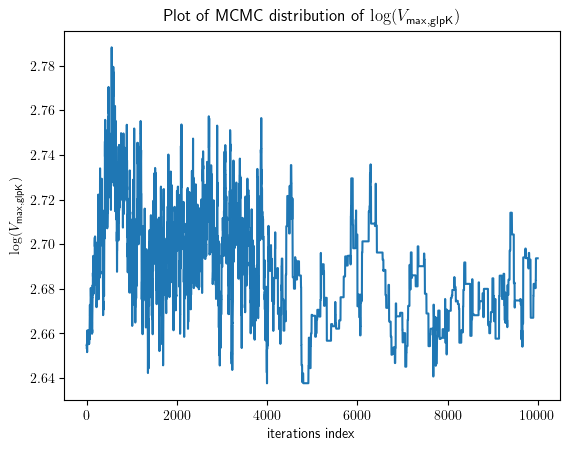 Plot of MCMC distribution of log(V_max,glpK)
log(V_max,glpK)
2.78
2.76
2.74
2.72
2.70
2.68
2.66
2.64
0 2000 4000 6000 8000 10000
iterations index